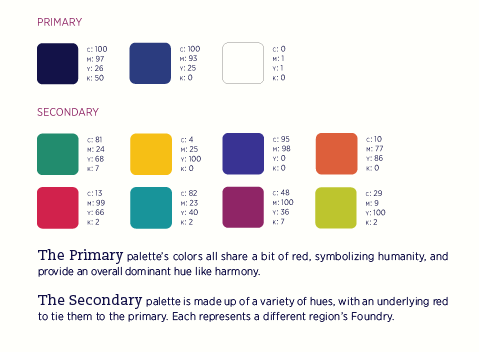 PRIMARY
C: 100
M: 97
Y: 26
K: 50
C: 100
M: 93
Y: 25
K: 0
C: 0
M: 1
Y: 1
K: 0
SECONDARY
C: 81
M: 24
Y: 68
K: 7
C: 4
M: 25
Y: 100
K: 0
C: 95
M: 98
Y: 0
K: 0
C: 10
M: 77
Y: 86
K: 0
C: 13
M: 99
Y: 66
K: 2
C: 82
M: 23
Y: 40
K: 2
C: 48
M: 100
Y: 36
K: 7
C: 29
M: 9
Y: 100
K: 2
The Primary palette's colors all share a bit of red, symbolizing humanity, and
provide an overall dominant hue like harmony.
The Secondary palette is made up of a variety of hues, with an underlying red
to tie them to the primary. Each represents a different region's Foundry.